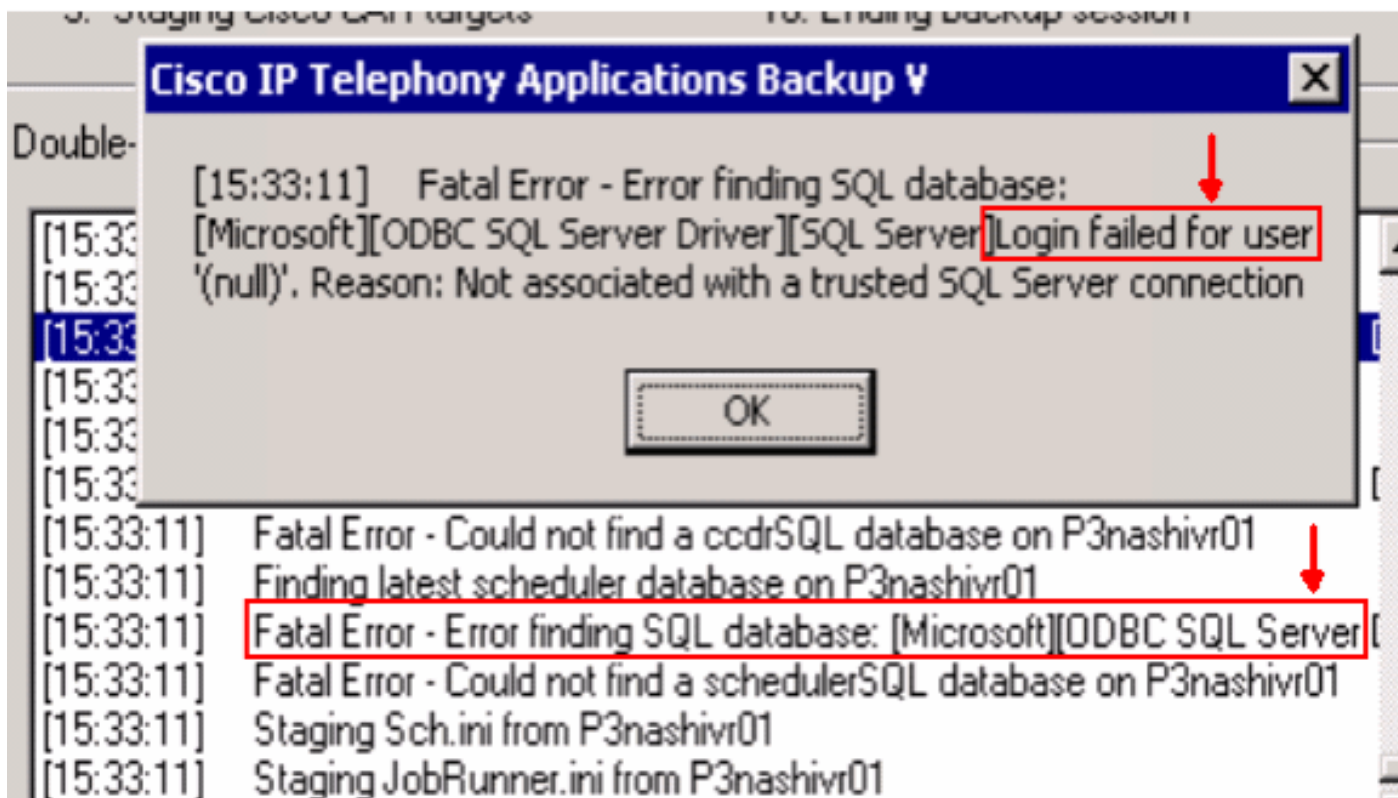 3. Staging Cisco CAR targets
10. Ending backup session
Cisco IP Telephony Applications Backup V
Double-
[15:33:11] Fatal Error - Error finding SQL database:
[Microsoft][ODBC SQL Server Driver][SQL Server]Login failed for user
'(null)'. Reason: Not associated with a trusted SQL Server connection
OK
[15:33
[15:33
[15:33
[15:33
[15:33
[15:33
[15:33:11] Fatal Error - Could not find a ccdrSQL database on P3nashivr01
[15:33:11] Finding latest scheduler database on P3nashivr01
[15:33:11] Fatal Error - Error finding SQL database: [Microsoft][ODBC SQL Server [
[15:33:11] Fatal Error - Could not find a schedulerSQL database on P3nashivr01
[15:33:11] Staging Sch.ini from P3nashivr01
[15:33:11] Staging JobRunner.ini from P3nashivr01